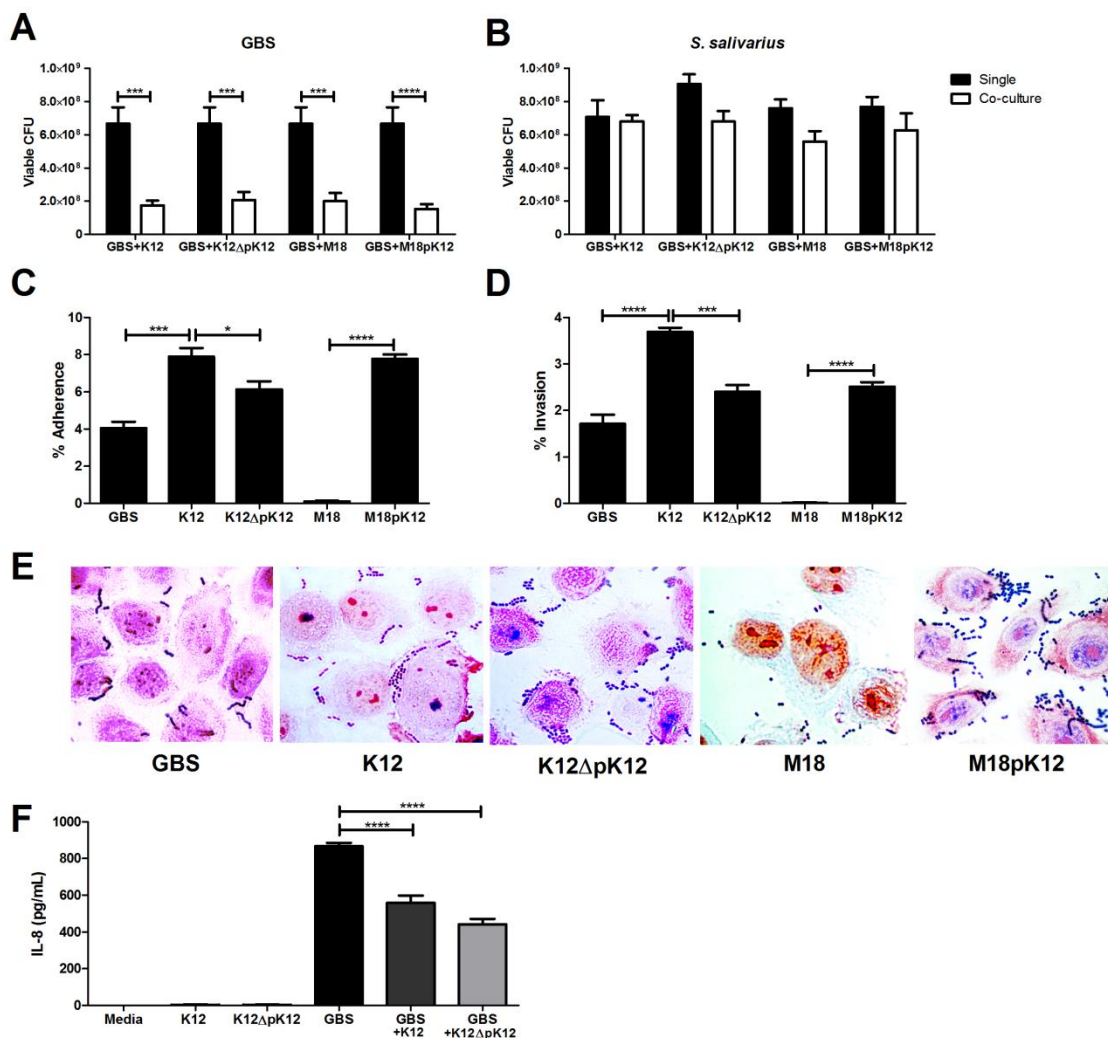 A
GBS
Viable CFU
1.0×10⁹
8.0×10⁸
6.0×10⁸
4.0×10⁸
2.0×10⁸
0
***
***
***
****
GBS+K12
GBS+K12ΔpK12
GBS+M18
GBS+M18pK12
B
S. salivarius
Viable CFU
1.0×10⁹
8.0×10⁸
6.0×10⁸
4.0×10⁸
2.0×10⁸
0
GBS+K12
GBS+K12ΔpK12
GBS+M18
GBS+M18pK12
Single
Co-culture
C
% Adherence
10
8
6
4
2
0
***
*
****
GBS
K12
K12ΔpK12
M18
M18pK12
D
% Invasion
4
3
2
1
0
****
***
****
GBS
K12
K12ΔpK12
M18
M18pK12
E
GBS
K12
K12ΔpK12
M18
M18pK12
F
IL-8 (pg/mL)
1000
800
600
400
200
0
****
****
Media
K12
K12ΔpK12
GBS
GBS
+K12
GBS
+K12ΔpK12